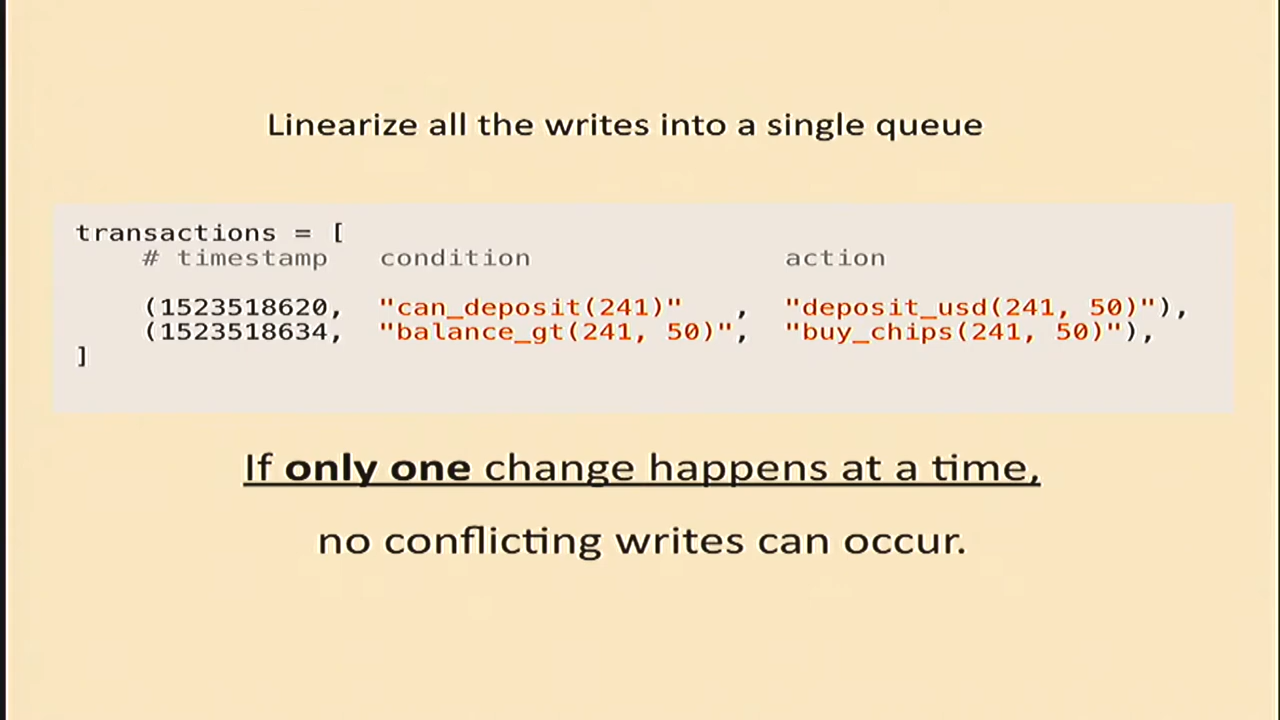 Linearize all the writes into a single queue
transactions = [
# timestamp condition action
(1523518620, "can_deposit(241)" , "deposit_usd(241, 50)"),
(1523518634, "balance_gt(241, 50)", "buy_chips(241, 50)"),
]
If only one change happens at a time,
no conflicting writes can occur.